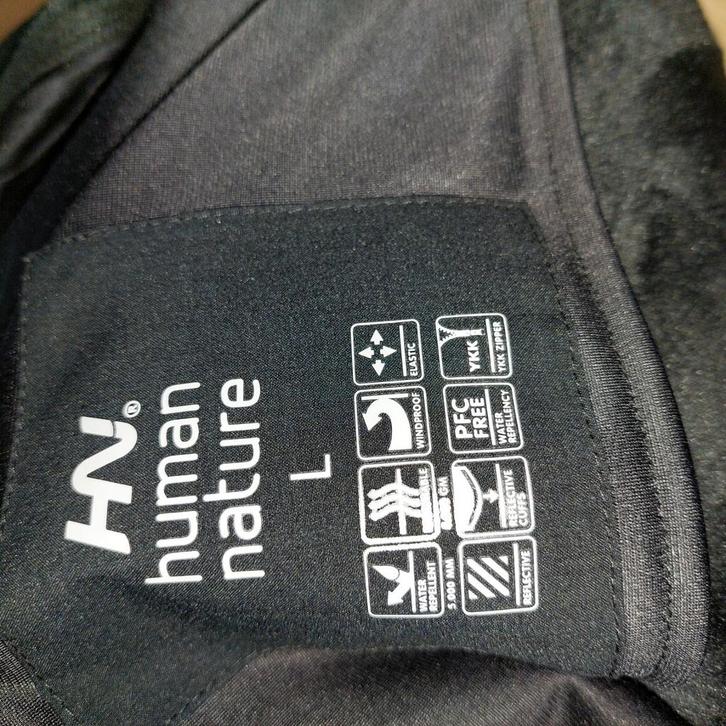 HN®
human
nature
L
WATER
REPELLENT
5.000 MM
WINDPROOF
ELASTIC
REFLECTIVE
REFLECTIVE
CUFFS
PFC
FREE
WATER
REPELLENCY
YKK
YKK ZIPPER